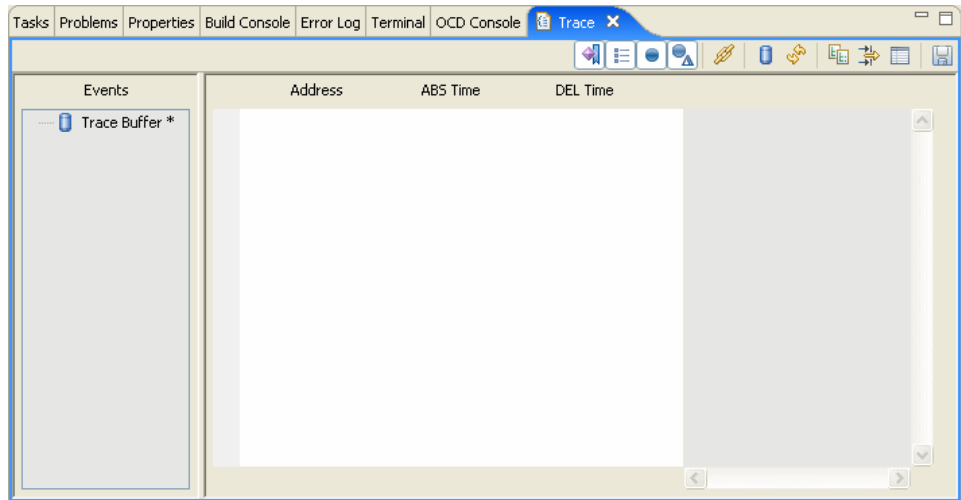 Tasks Problems Properties Build Console Error Log Terminal OCD Console Trace
Events Address ABS Time DEL Time
Trace Buffer *